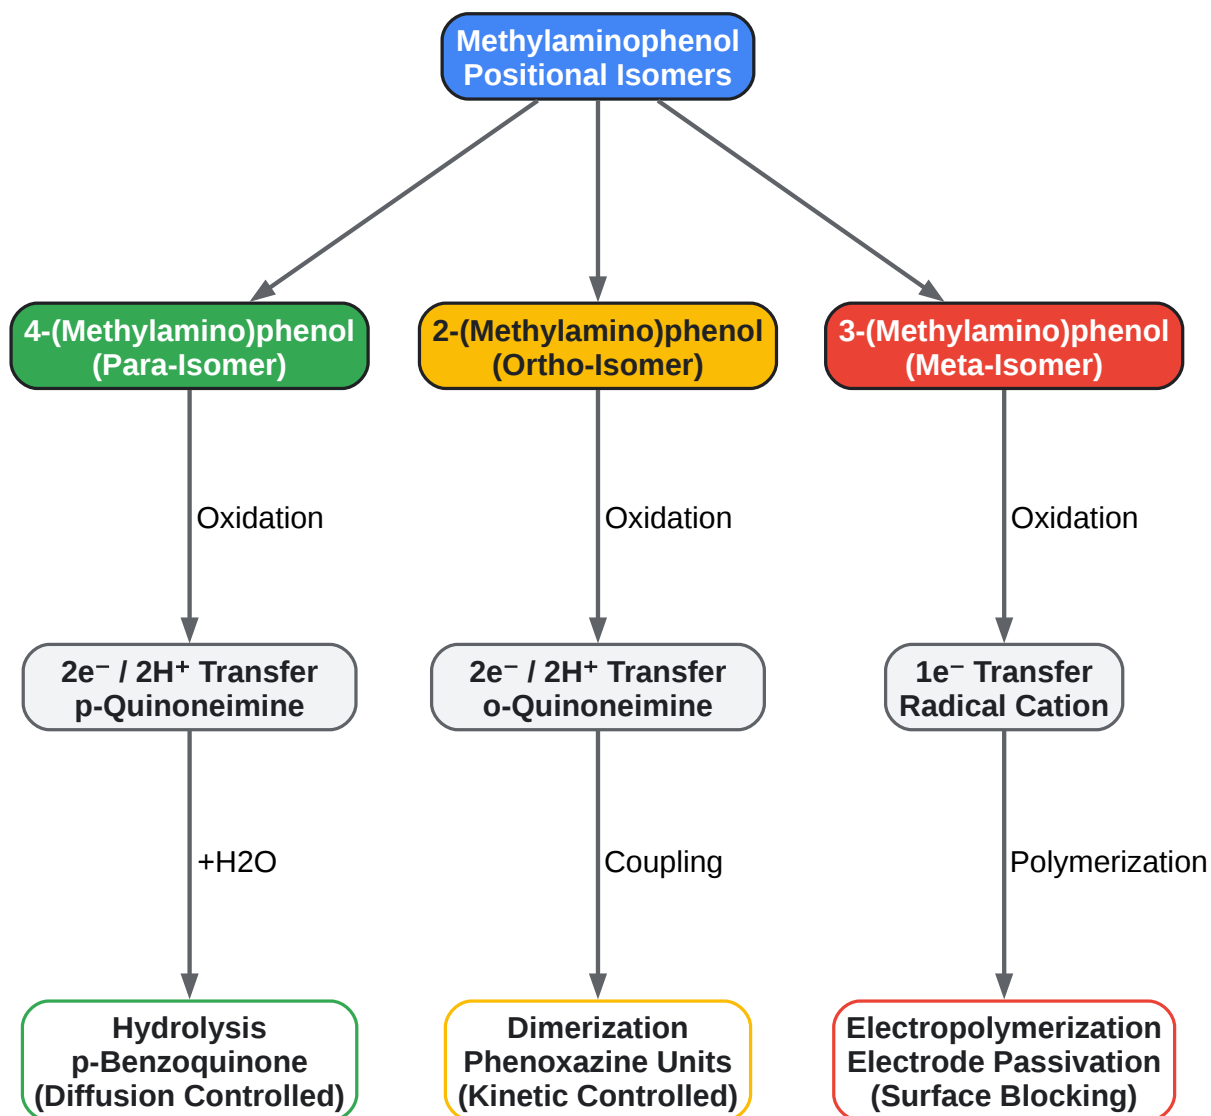 Methylaminophenol
Positional Isomers
4-(Methylamino)phenol
(Para-Isomer)
2-(Methylamino)phenol
(Ortho-Isomer)
3-(Methylamino)phenol
(Meta-Isomer)
Oxidation
Oxidation
Oxidation
2e⁻ / 2H⁺ Transfer
p-Quinoneimine
2e⁻ / 2H⁺ Transfer
o-Quinoneimine
1e⁻ Transfer
Radical Cation
+H2O
Coupling
Polymerization
Hydrolysis
p-Benzoquinone
(Diffusion Controlled)
Dimerization
Phenoxazine Units
(Kinetic Controlled)
Electropolymerization
Electrode Passivation
(Surface Blocking)